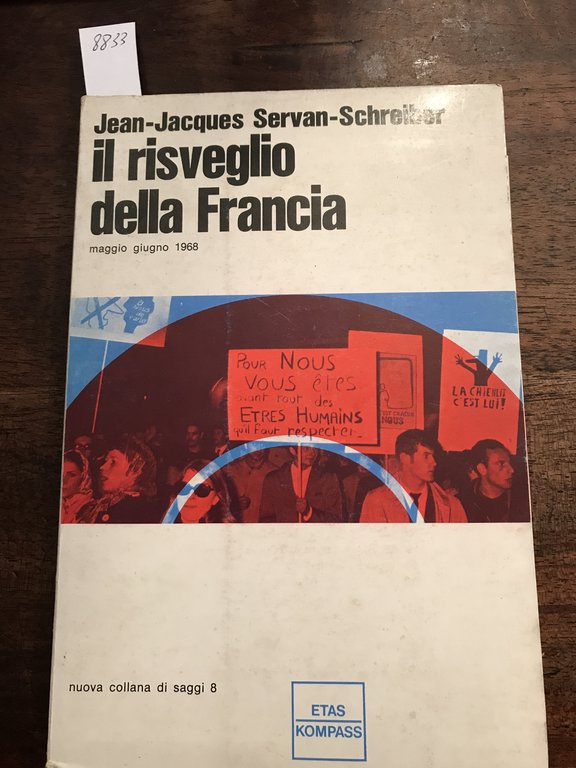 8833
Jean-Jacques Servan-Schreiber
il risveglio
della Francia
maggio giugno 1968
POUR NOUS
VOUS êtes
avant tout des
ETRES HUMAINS
qu'il faut respecter
NOUS
LA CHIENLIT
C'EST LUI!
nuova collana di saggi 8
ETAS
KOMPASS